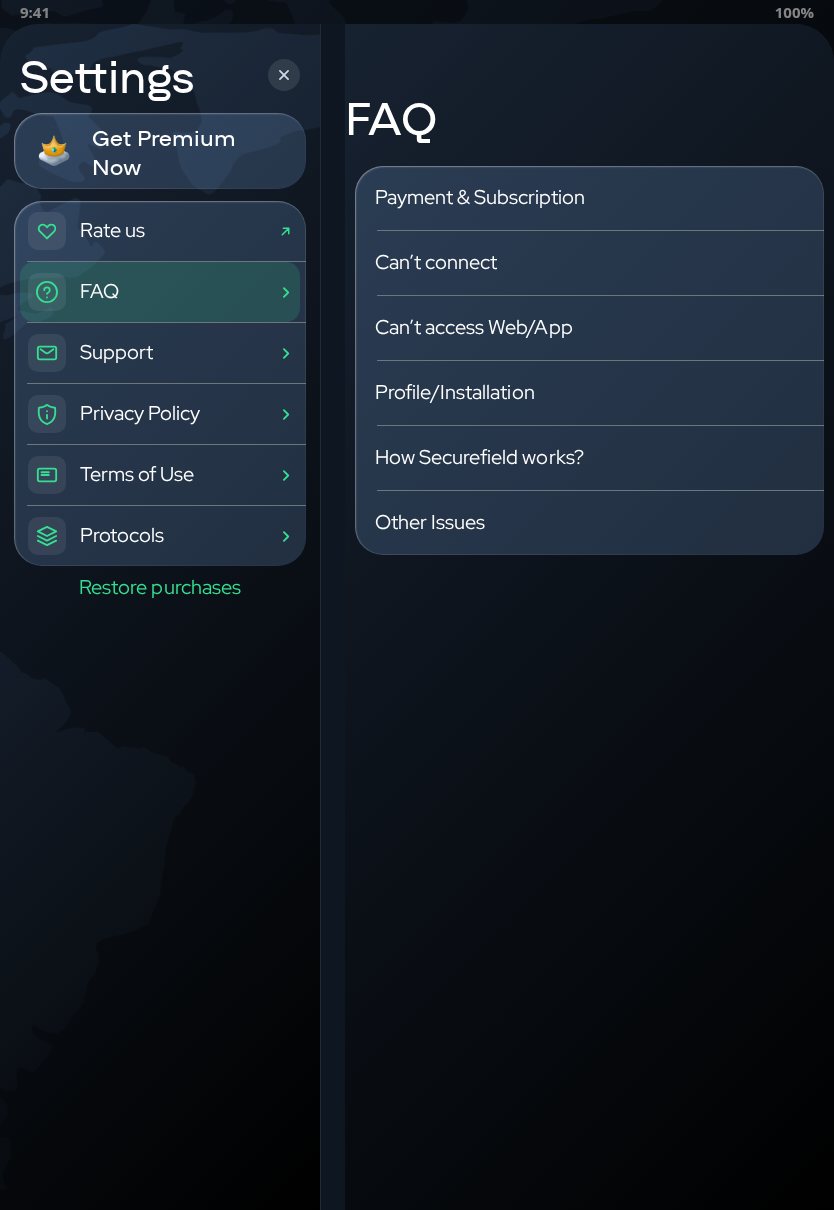 9:41
100%
Settings
Get Premium
Now
Rate us
FAQ
Support
Privacy Policy
Terms of Use
Protocols
Restore purchases
FAQ
Payment & Subscription
Can’t connect
Can’t access Web/App
Profile/Installation
How Securefield works?
Other Issues